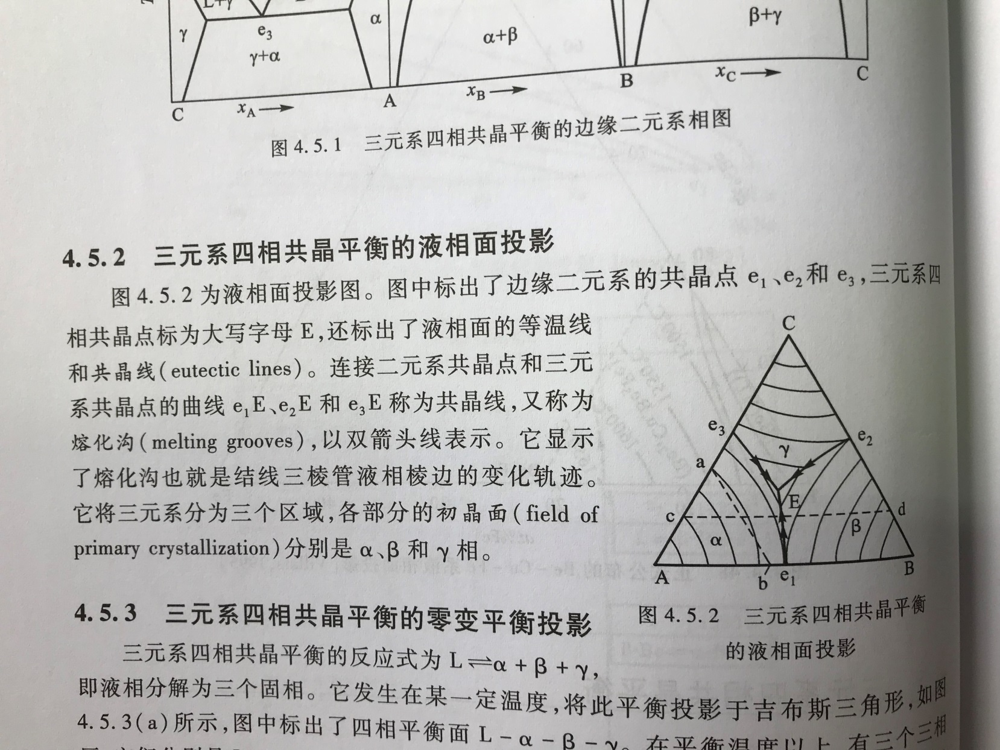 L+γ
γ
e₃
γ+α
α
α+β
β+γ
C
x_A
A
x_B
B
x_C
C
图 4.5.1 三元系四相共晶平衡的边缘二元系相图
4.5.2 三元系四相共晶平衡的液相面投影
图 4.5.2 为液相面投影图。图中标出了边缘二元系的共晶点 e₁、e₂和 e₃,三元系四
相共晶点标为大写字母 E,还标出了液相面的等温线
和共晶线(eutectic lines)。连接二元系共晶点和三元
系共晶点的曲线 e₁E、e₂E 和 e₃E 称为共晶线,又称为
熔化沟(melting grooves),以双箭头线表示。它显示
了熔化沟也就是结线三棱管液相棱边的变化轨迹。
它将三元系分为三个区域,各部分的初晶面(field of
primary crystallization)分别是 α、β 和 γ 相。
C
e₃
e₂
γ
a
E
c
d
α
β
A
b
e₁
B
图 4.5.2 三元系四相共晶平衡
的液相面投影
4.5.3 三元系四相共晶平衡的零变平衡投影
三元系四相共晶平衡的反应式为 L⇌α + β + γ,
即液相分解为三个固相。它发生在某一定温度,将此平衡投影于吉布斯三角形,如图
4.5.3(a)所示,图中标出了四相平衡面 L-α-β-γ。在平衡温度以上,有三个三相